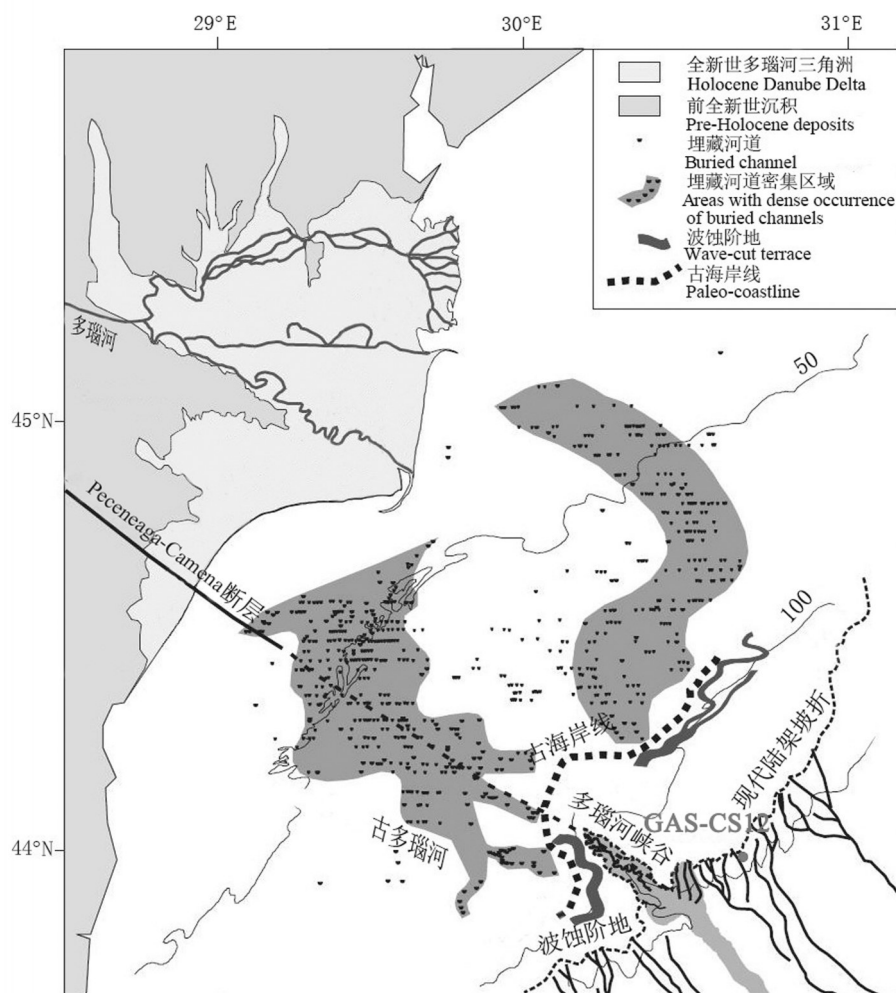 29°E
30°E
31°E
全新世多瑙河三角洲
Holocene Danube Delta
前全新世沉积
Pre-Holocene deposits
埋藏河道
Buried channel
埋藏河道密集区域
Areas with dense occurrence
of buried channels
波蚀阶地
Wave-cut terrace
古海岸线
Paleo-coastline
多瑙河
50
45°N
Peceneaga-Camena断层
100
古海岸线
现代陆架坡折
多瑙河峡谷
GAS-CS12
古多瑙河
44°N
波蚀阶地